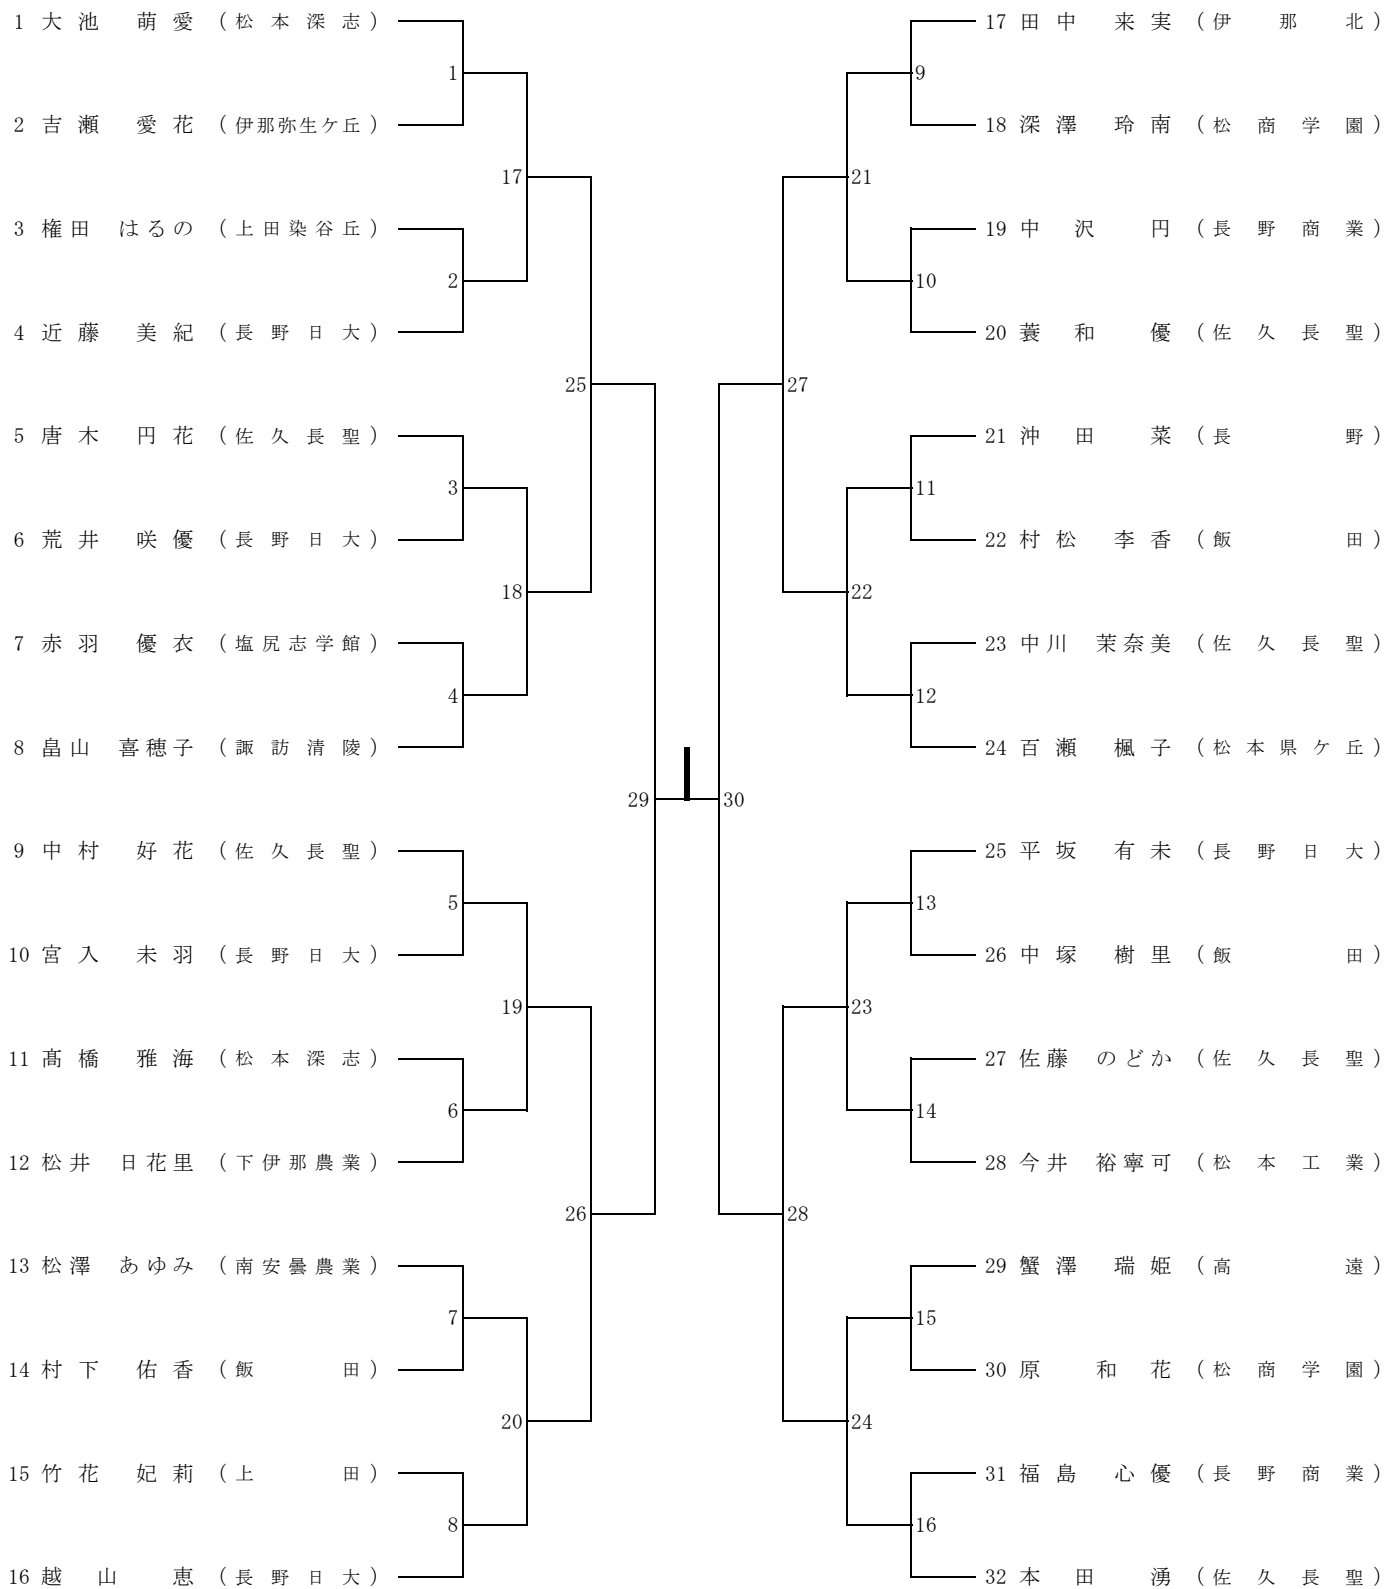 1 大池 萌愛 (松本深志)
1
2 吉瀬 愛花 (伊那弥生ケ丘)
17
3 権田 はるの (上田染谷丘)
2
4 近藤 美紀 (長野日大)
25
5 唐木 円花 (佐久長聖)
3
6 荒井 咲優 (長野日大)
18
7 赤羽 優衣 (塩尻志学館)
4
8 畠山 喜穂子 (諏訪清陵)
29
9 中村 好花 (佐久長聖)
5
10 宮入 未羽 (長野日大)
19
11 髙橋 雅海 (松本深志)
6
12 松井 日花里 (下伊那農業)
26
13 松澤 あゆみ (南安曇農業)
7
14 村下 佑香 (飯田)
20
15 竹花 妃莉 (上田)
8
16 越山 恵 (長野日大)
17 田中 来実 (伊那北)
9
18 深澤 玲南 (松商学園)
21
19 中沢 円 (長野商業)
10
20 蓑和 優 (佐久長聖)
27
21 沖田 菜 (長野)
11
22 村松 李香 (飯田)
22
23 中川 茉奈美 (佐久長聖)
12
24 百瀬 楓子 (松本県ケ丘)
30
25 平坂 有未 (長野日大)
13
26 中塚 樹里 (飯田)
23
27 佐藤 のどか (佐久長聖)
14
28 今井 裕寧可 (松本工業)
28
29 蟹澤 瑞姫 (高遠)
15
30 原 和花 (松商学園)
24
31 福島 心優 (長野商業)
16
32 本田 湧 (佐久長聖)